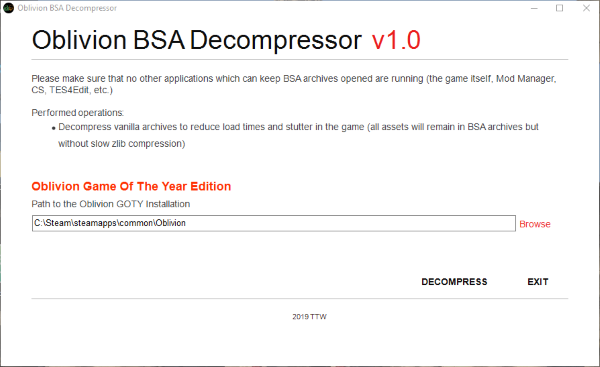 Oblivion BSA Decompressor
Oblivion BSA Decompressor v1.0
Please make sure that no other applications which can keep BSA archives opened are running (the game itself, Mod Manager,
CS, TES4Edit, etc.)
Performed operations:
• Decompress vanilla archives to reduce load times and stutter in the game (all assets will remain in BSA archives but
without slow zlib compression)
Oblivion Game Of The Year Edition
Path to the Oblivion GOTY Installation
C:\Steam\steamapps\common\Oblivion Browse
DECOMPRESS EXIT
2019 TTW